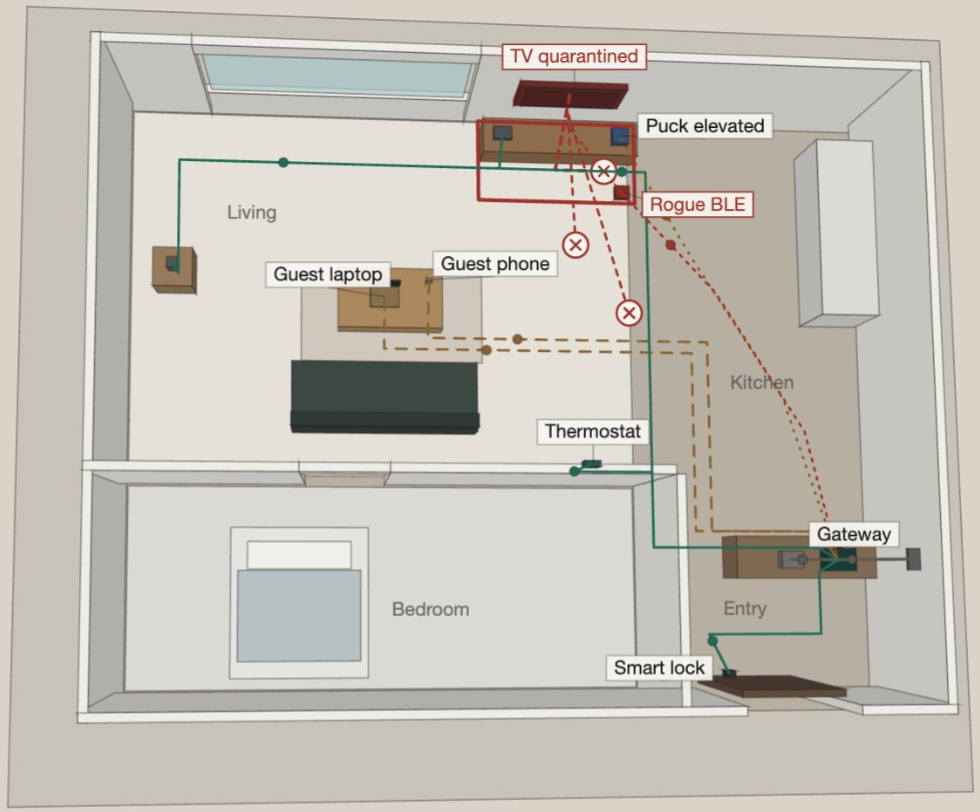 TV quarantined
Puck elevated
Rogue BLE
Living
Guest laptop
Guest phone
Kitchen
Thermostat
Gateway
Bedroom
Entry
Smart lock